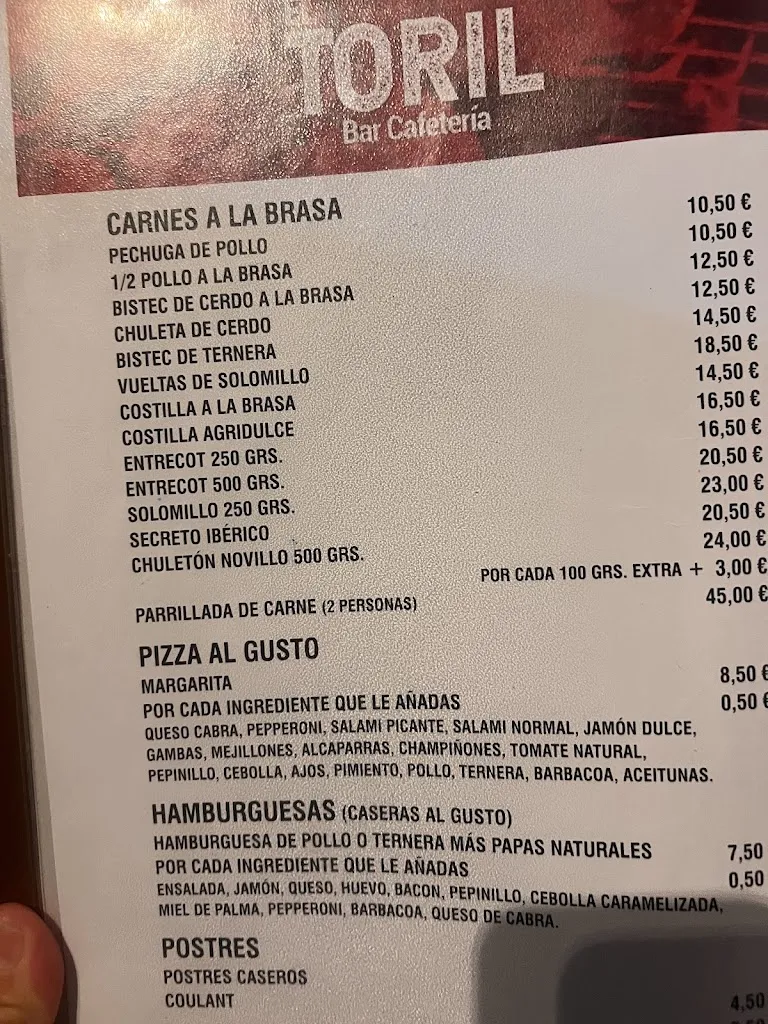 TORIL
Bar Cafetería
CARNES A LA BRASA
PECHUGA DE POLLO 10,50 €
1/2 POLLO A LA BRASA 10,50 €
BISTEC DE CERDO A LA BRASA 12,50 €
CHULETA DE CERDO 12,50 €
BISTEC DE TERNERA 14,50 €
VUELTAS DE SOLOMILLO 18,50 €
COSTILLA A LA BRASA 14,50 €
COSTILLA AGRIDULCE 16,50 €
ENTRECOT 250 GRS. 16,50 €
ENTRECOT 500 GRS. 20,50 €
SOLOMILLO 250 GRS. 23,00 €
SECRETO IBÉRICO 20,50 €
CHULETÓN NOVILLO 500 GRS. 24,00 €
POR CADA 100 GRS. EXTRA + 3,00 €
PARRILLADA DE CARNE (2 PERSONAS) 45,00 €
PIZZA AL GUSTO
MARGARITA 8,50 €
POR CADA INGREDIENTE QUE LE AÑADAS 0,50 €
QUESO CABRA, PEPPERONI, SALAMI PICANTE, SALAMI NORMAL, JAMÓN DULCE,
GAMBAS, MEJILLONES, ALCAPARRAS, CHAMPIÑONES, TOMATE NATURAL,
PEPINILLO, CEBOLLA, AJOS, PIMIENTO, POLLO, TERNERA, BARBACOA, ACEITUNAS.
HAMBURGUESAS (CASERAS AL GUSTO)
HAMBURGUESA DE POLLO O TERNERA MÁS PAPAS NATURALES 7,50
POR CADA INGREDIENTE QUE LE AÑADAS 0,50
ENSALADA, JAMÓN, QUESO, HUEVO, BACON, PEPINILLO, CEBOLLA CARAMELIZADA,
MIEL DE PALMA, PEPPERONI, BARBACOA, QUESO DE CABRA.
POSTRES
POSTRES CASEROS 4,50
COULANT